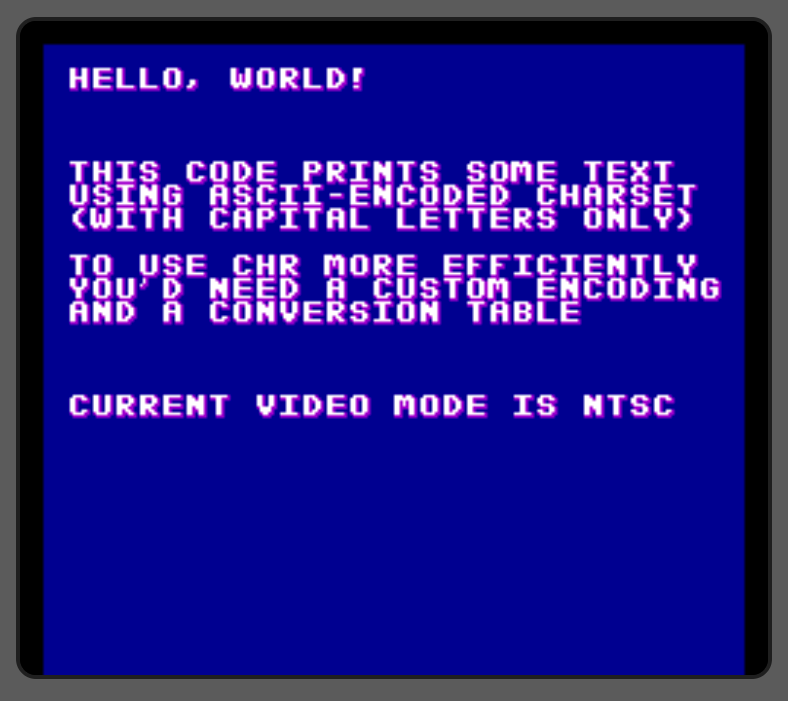 HELLO, WORLD!
THIS CODE PRINTS SOME TEXT
USING ASCII-ENCODED CHARSET
(WITH CAPITAL LETTERS ONLY)
TO USE CHR MORE EFFICIENTLY
YOU'D NEED A CUSTOM ENCODING
AND A CONVERSION TABLE
CURRENT VIDEO MODE IS NTSC